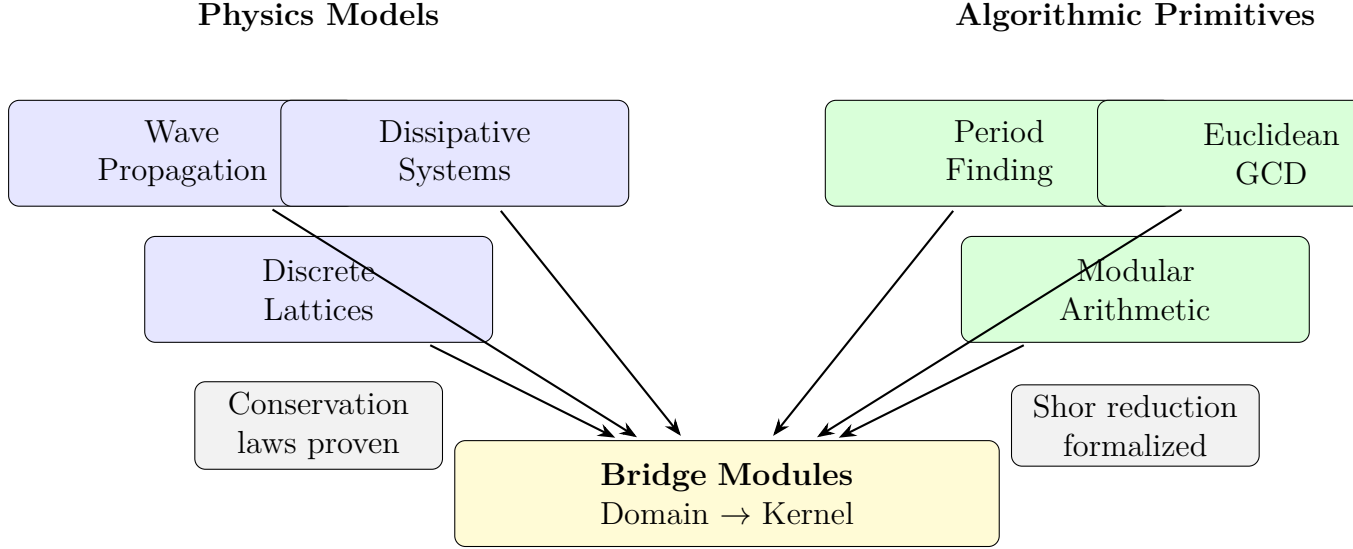 Physics Models
Algorithmic Primitives
Wave
Propagation
Dissipative
Systems
Period
Finding
Euclidean
GCD
Discrete
Lattices
Modular
Arithmetic
Conservation
laws proven
Shor reduction
formalized
Bridge Modules
Domain → Kernel